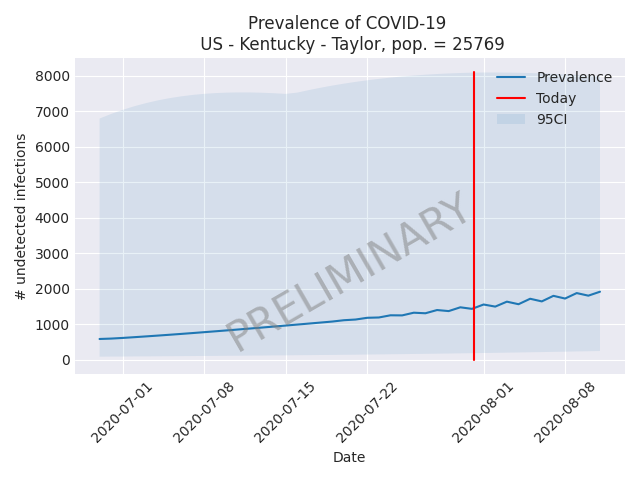 Prevalence of COVID-19
US - Kentucky - Taylor, pop. = 25769
8000
7000
6000
5000
4000
3000
2000
1000
0
# undetected infections
Prevalence
Today
95CI
PRELIMINARY
2020-07-01
2020-07-08
2020-07-15
2020-07-22
2020-08-01
2020-08-08
Date